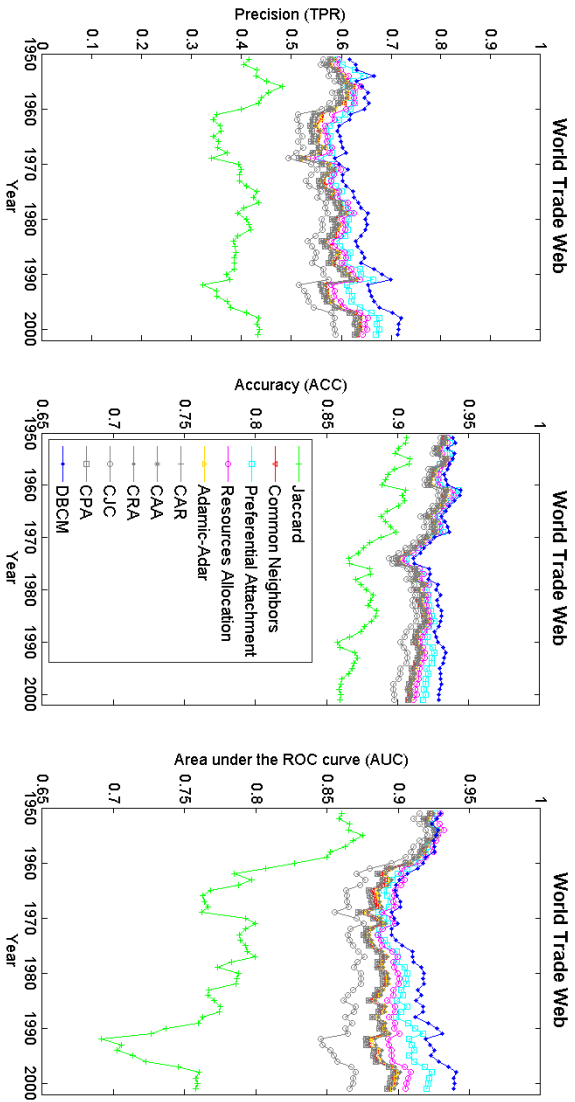 World Trade Web
Precision (TPR)
1
0.9
0.8
0.7
0.6
0.5
0.4
0.3
0.2
0.1
0
1950 1960 1970 1980 1990 2000
Year
World Trade Web
Accuracy (ACC)
1
0.95
0.9
0.85
0.8
0.75
0.7
0.65
Jaccard
Common Neighbors
Preferential Attachment
Resources Allocation
Adamic-Adar
CAR
CAA
CRA
CJC
CPA
DBCM
1950 1960 1970 1980 1990 2000
Year
World Trade Web
Area under the ROC curve (AUC)
1
0.95
0.9
0.85
0.8
0.75
0.7
0.65
1950 1960 1970 1980 1990 2000
Year